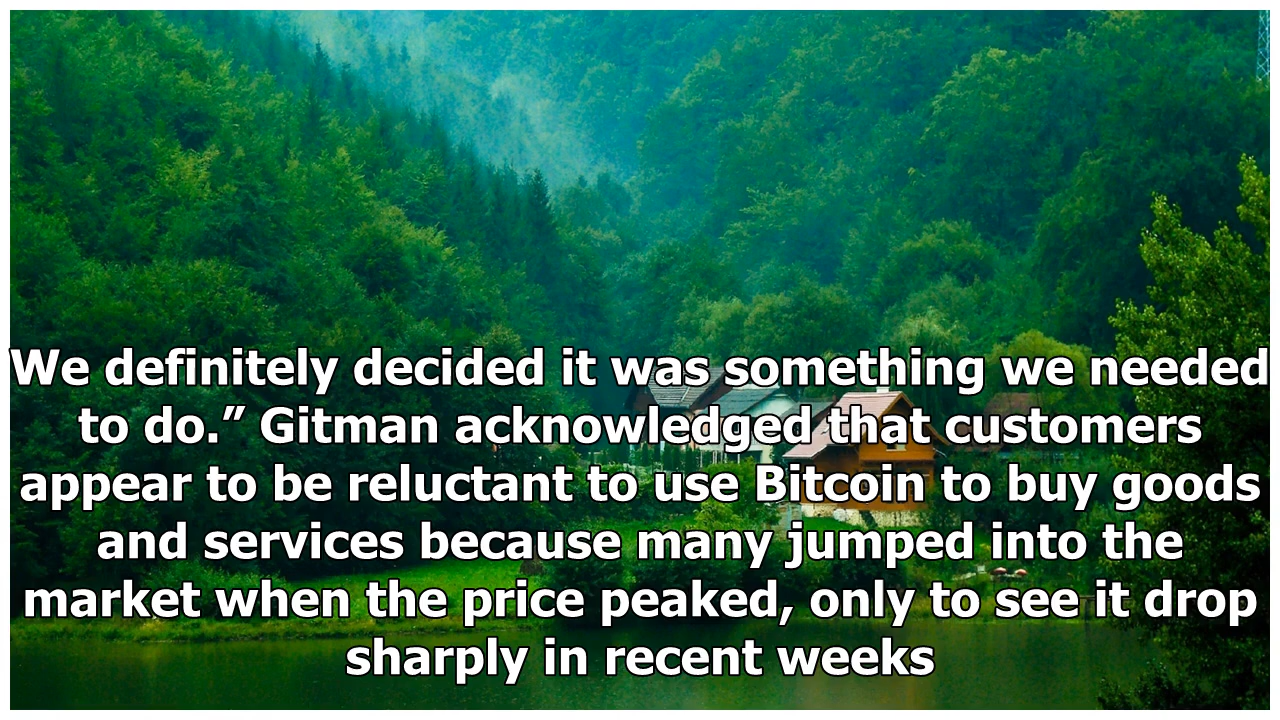 We definitely decided it was something we needed
to do.” Gitman acknowledged that customers
appear to be reluctant to use Bitcoin to buy goods
and services because many jumped into the
market when the price peaked, only to see it drop
sharply in recent weeks